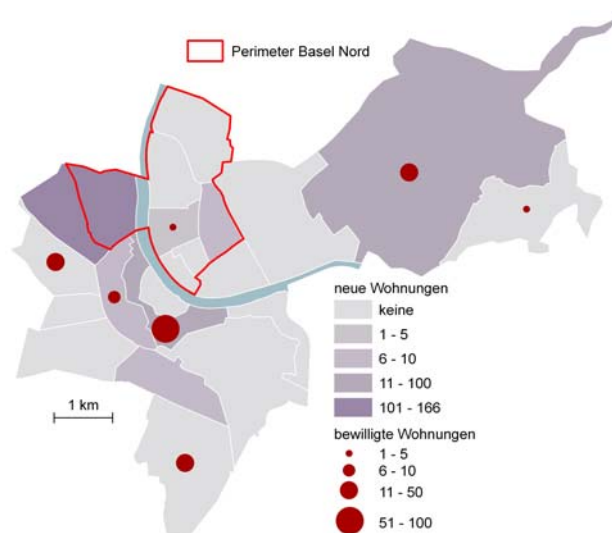 Perimeter Basel Nord
neue Wohnungen
keine
1 - 5
6 - 10
11 - 100
101 - 166
1 km
bewilligte Wohnungen
1 - 5
6 - 10
11 - 50
51 - 100